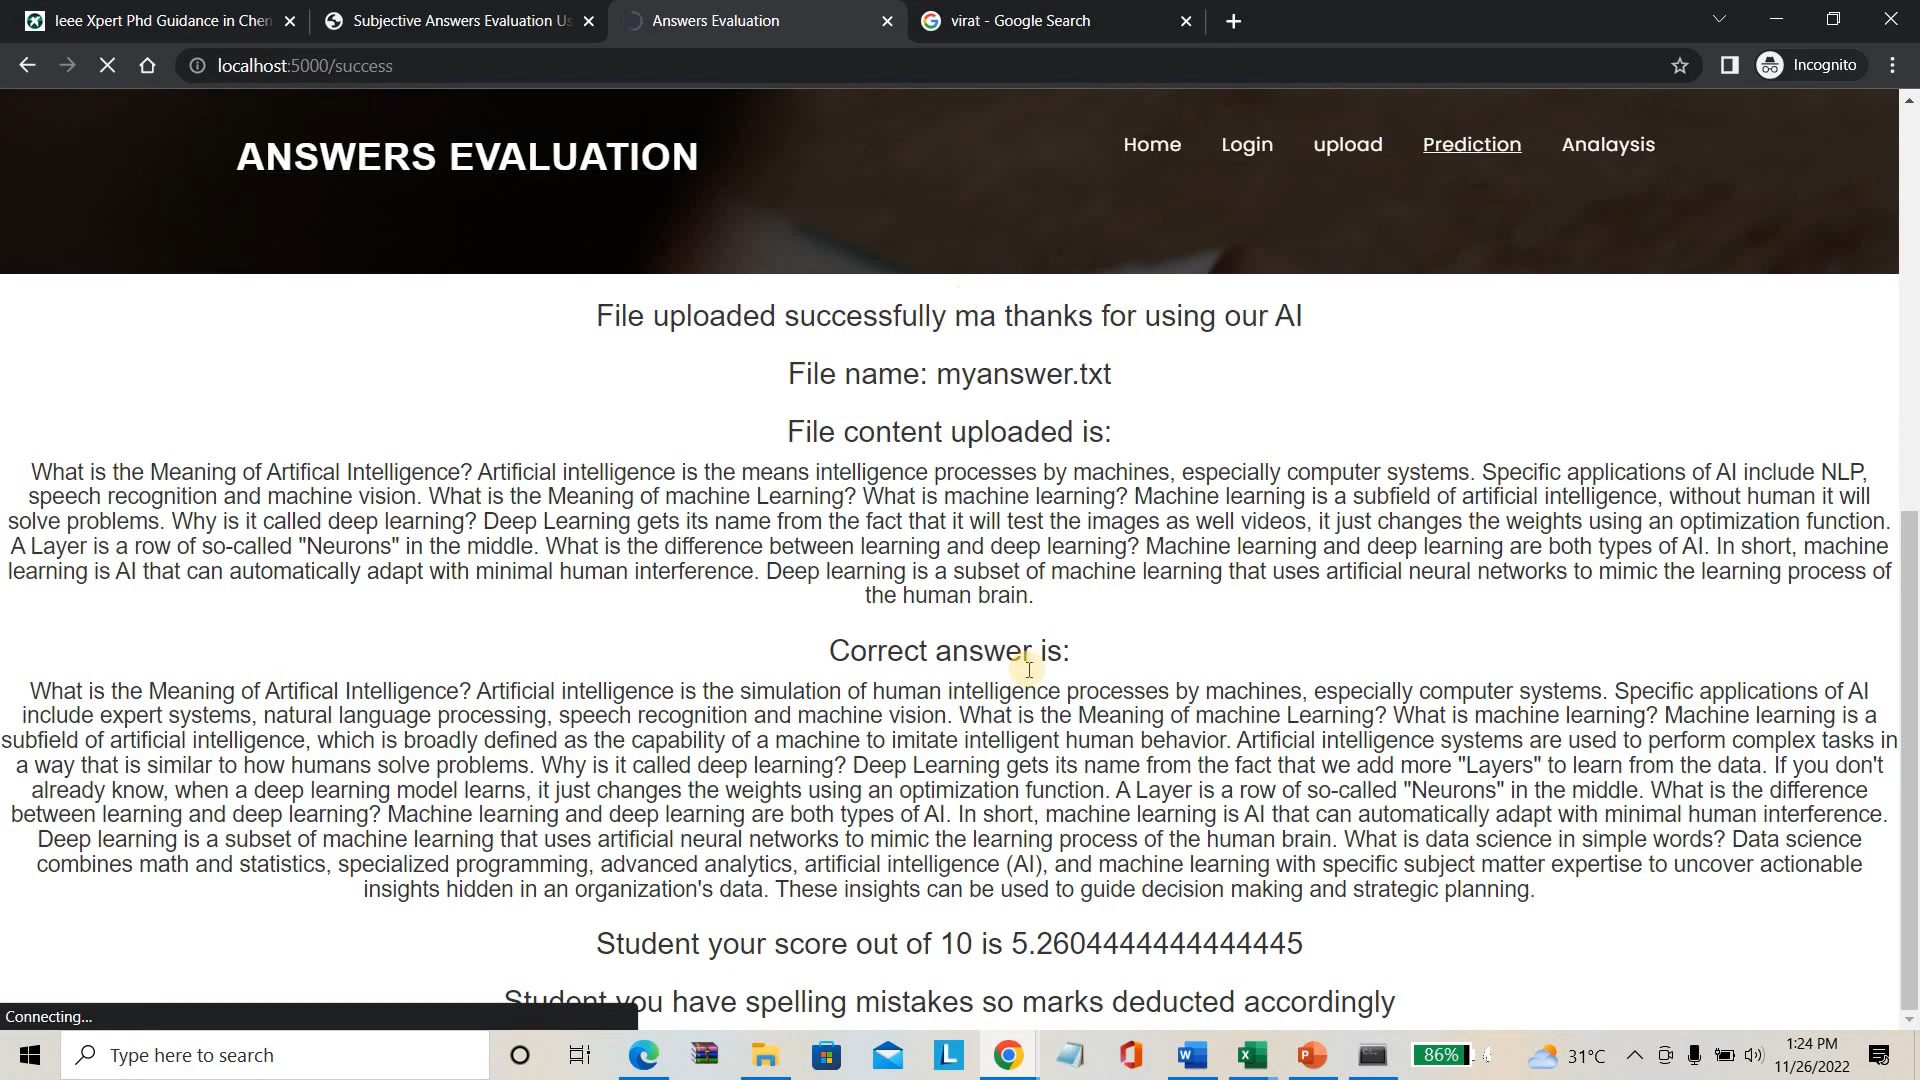 Ieee Xpert Phd Guidance in Chen
Subjective Answers Evaluation Us
Answers Evaluation
virat - Google Search
localhost:5000/success
Incognito
ANSWERS EVALUATION
Home
Login
upload
Prediction
Analaysis
File uploaded successfully ma thanks for using our AI
File name: myanswer.txt
File content uploaded is:
What is the Meaning of Artifical Intelligence? Artificial intelligence is the means intelligence processes by machines, especially computer systems. Specific applications of AI include NLP,
speech recognition and machine vision. What is the Meaning of machine Learning? What is machine learning? Machine learning is a subfield of artificial intelligence, without human it will
solve problems. Why is it called deep learning? Deep Learning gets its name from the fact that it will test the images as well videos, it just changes the weights using an optimization function.
A Layer is a row of so-called "Neurons" in the middle. What is the difference between learning and deep learning? Machine learning and deep learning are both types of AI. In short, machine
learning is AI that can automatically adapt with minimal human interference. Deep learning is a subset of machine learning that uses artificial neural networks to mimic the learning process of
the human brain.
Correct answer is:
What is the Meaning of Artifical Intelligence? Artificial intelligence is the simulation of human intelligence processes by machines, especially computer systems. Specific applications of AI
include expert systems, natural language processing, speech recognition and machine vision. What is the Meaning of machine Learning? What is machine learning? Machine learning is a
subfield of artificial intelligence, which is broadly defined as the capability of a machine to imitate intelligent human behavior. Artificial intelligence systems are used to perform complex tasks in
a way that is similar to how humans solve problems. Why is it called deep learning? Deep Learning gets its name from the fact that we add more "Layers" to learn from the data. If you don't
already know, when a deep learning model learns, it just changes the weights using an optimization function. A Layer is a row of so-called "Neurons" in the middle. What is the difference
between learning and deep learning? Machine learning and deep learning are both types of AI. In short, machine learning is AI that can automatically adapt with minimal human interference.
Deep learning is a subset of machine learning that uses artificial neural networks to mimic the learning process of the human brain. What is data science in simple words? Data science
combines math and statistics, specialized programming, advanced analytics, artificial intelligence (AI), and machine learning with specific subject matter expertise to uncover actionable
insights hidden in an organization's data. These insights can be used to guide decision making and strategic planning.
Student your score out of 10 is 5.2604444444444445
Student you have spelling mistakes so marks deducted accordingly
Connecting...
Type here to search
86%
31°C
1:24 PM
11/26/2022